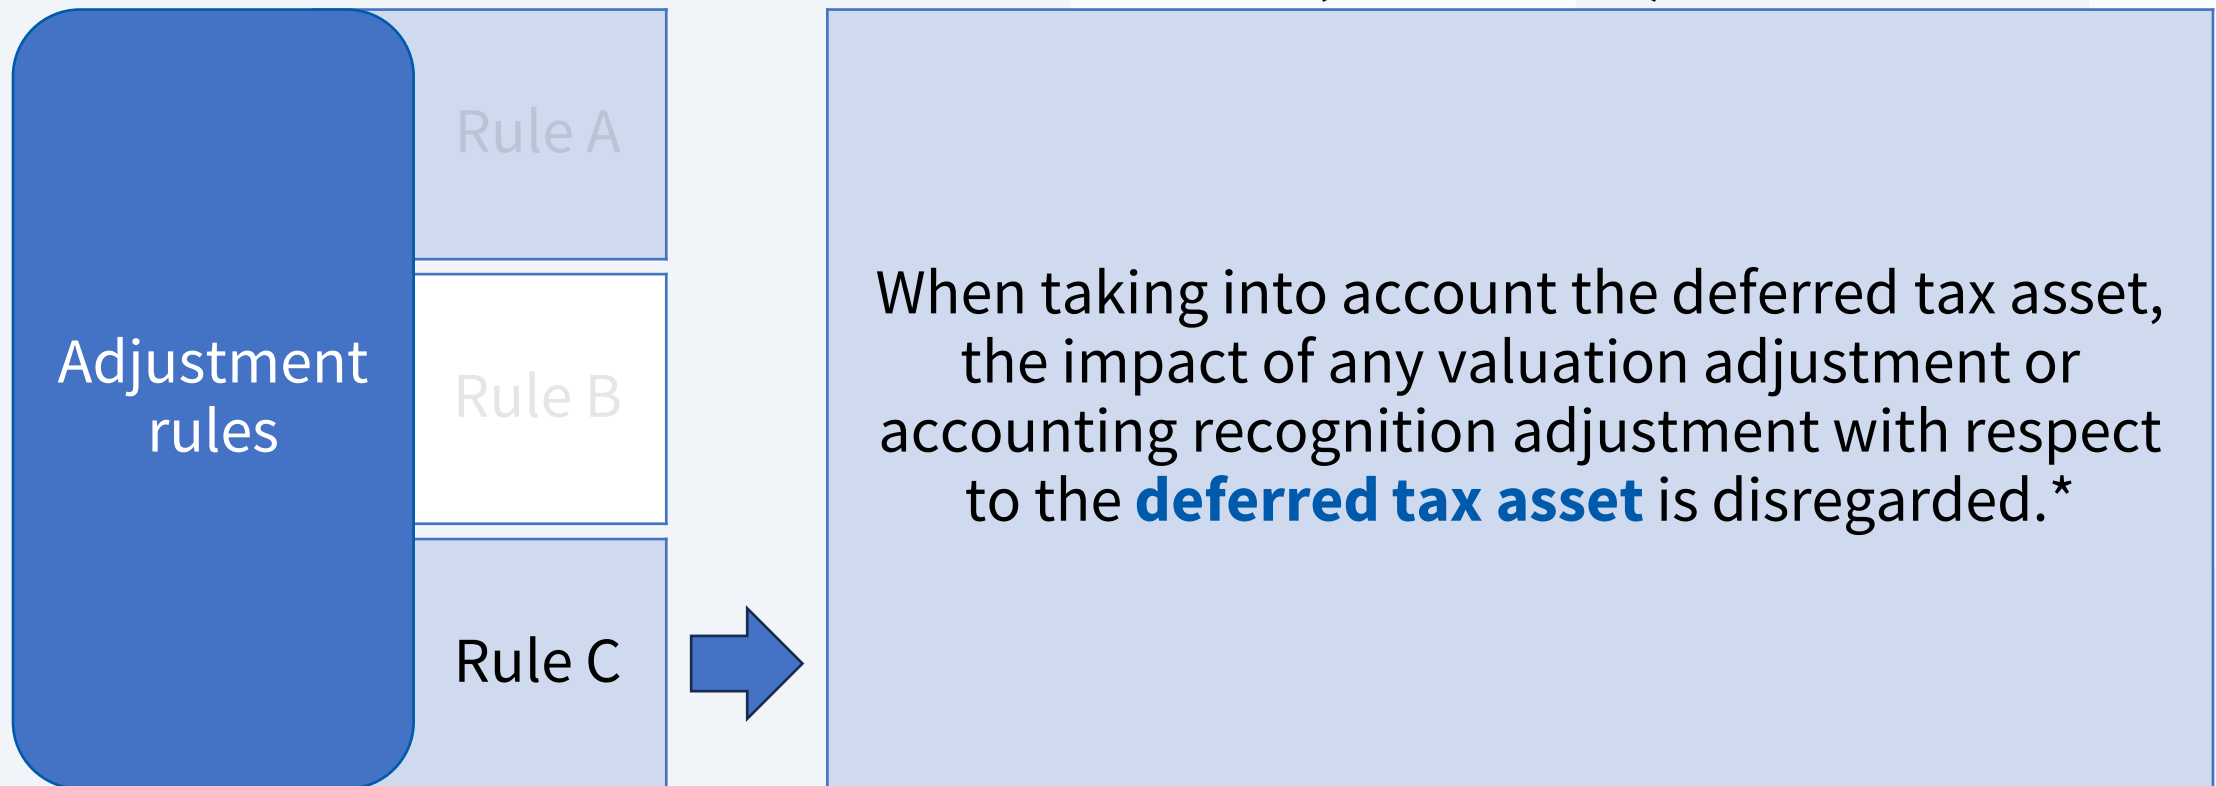 Adjustment
rules
Rule A
Rule B
Rule C
When taking into account the deferred tax asset,
the impact of any valuation adjustment or
accounting recognition adjustment with respect
to the deferred tax asset is disregarded.*